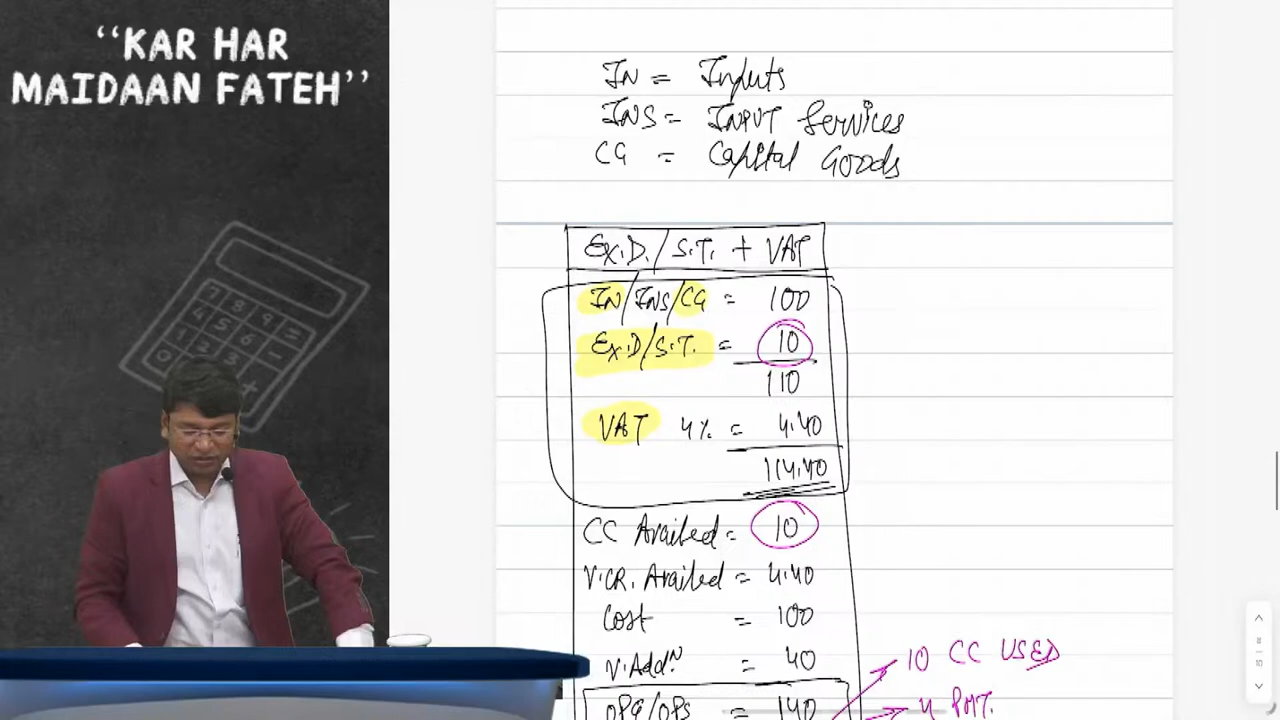 “KAR HAR
MAIDAAN FATEH”
IN = Inputs
INS = INPUT Services
CG = Capital Goods
EX.D./S.T. + VAT
IN/INS/CG = 100
EX.D/S.T. = 10
110
VAT 4% = 4.40
114.40
CC Availed = 10
V.CR. Availed = 4.40
Cost = 100
V.Addⁿ = 40
10 CC USED
OPG/OPS = 140
4 PMT.